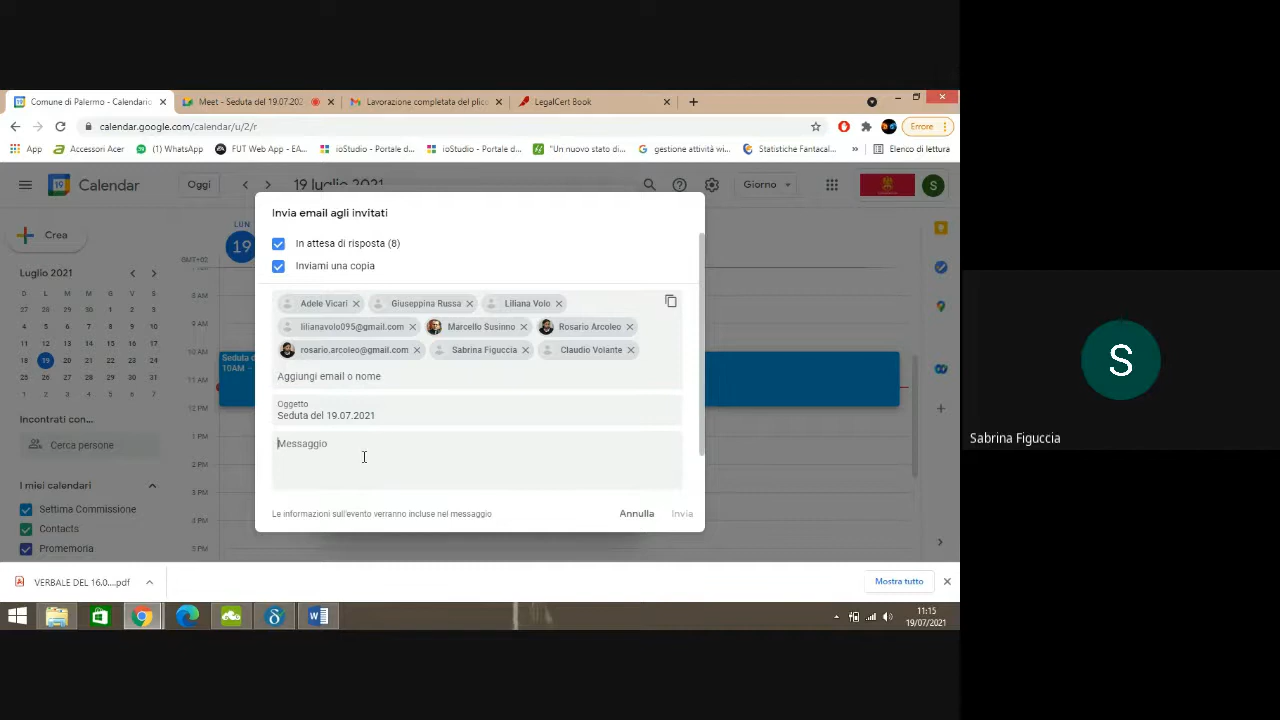 Comune di Palermo - Calendario
Meet - Seduta del 19.07.202
Lavorazione completata del plico
LegalCert Book
calendar.google.com/calendar/u/2/r
Errore
App
Accessori Acer
(1) WhatsApp
FUT Web App - EA...
ioStudio - Portale d...
ioStudio - Portale d...
"Un nuovo stato di...
gestione attività wi...
Statistiche Fantacal...
»
Elenco di lettura
19
Calendar
Oggi
19 luglio 2021
Giorno
S
Crea
Luglio 2021
D L M M G V S
27 28 29 30 1 2 3
4 5 6 7 8 9 10
11 12 13 14 15 16 17
18 19 20 21 22 23 24
25 26 27 28 29 30 31
1 2 3 4 5 6 7
Incontrati con...
Cerca persone
I miei calendari
Settima Commissione
Contacts
Promemoria
LUN
19
GMT+02
8 AM
9 AM
10 AM
11 AM
12 PM
1 PM
2 PM
3 PM
4 PM
5 PM
Seduta d
10AM –
Invia email agli invitati
In attesa di risposta (8)
Inviami una copia
Adele Vicari
Giuseppina Russa
Liliana Volo
lilianavolo095@gmail.com
Marcello Susinno
Rosario Arcoleo
rosario.arcoleo@gmail.com
Sabrina Figuccia
Claudio Volante
Aggiungi email o nome
Oggetto
Seduta del 19.07.2021
Messaggio
Le informazioni sull'evento verranno incluse nel messaggio
Annulla
Invia
VERBALE DEL 16.0....pdf
Mostra tutto
11:15
19/07/2021
S
Sabrina Figuccia